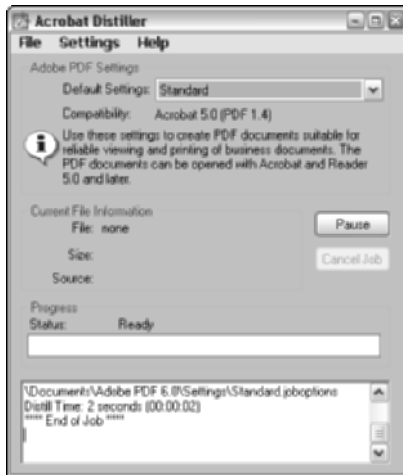 Acrobat Distiller
File Settings Help
Adobe PDF Settings
Default Settings: Standard
Compatibility: Acrobat 5.0 (PDF 1.4)
Use these settings to create PDF documents suitable for
reliable viewing and printing of business documents. The
PDF documents can be opened with Acrobat and Reader
5.0 and later.
Current File Information
File: none
Pause
Size:
Cancel Job
Source:
Progress
Status: Ready
\Documents\Adobe PDF 6.0\Settings\Standard.joboptions
Distill Time: 2 seconds (00:00:02)
**** End of Job ****